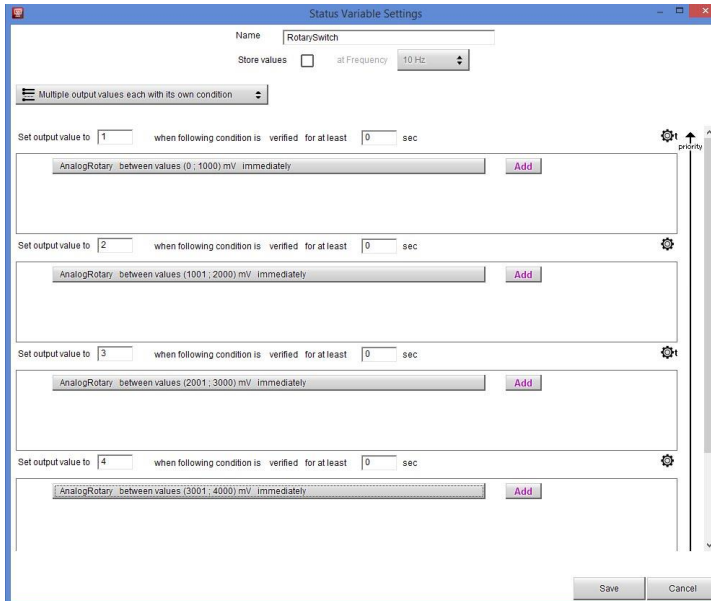 Status Variable Settings
Name RotarySwitch
Store values at Frequency 10 Hz
Multiple output values each with its own condition
Set output value to 1 when following condition is verified for at least 0 sec t
priority
AnalogRotary between values (0 ; 1000) mV immediately Add
Set output value to 2 when following condition is verified for at least 0 sec
AnalogRotary between values (1001 ; 2000) mV immediately Add
Set output value to 3 when following condition is verified for at least 0 sec t
AnalogRotary between values (2001 ; 3000) mV immediately Add
Set output value to 4 when following condition is verified for at least 0 sec
AnalogRotary between values (3001 ; 4000) mV immediately Add
Save Cancel